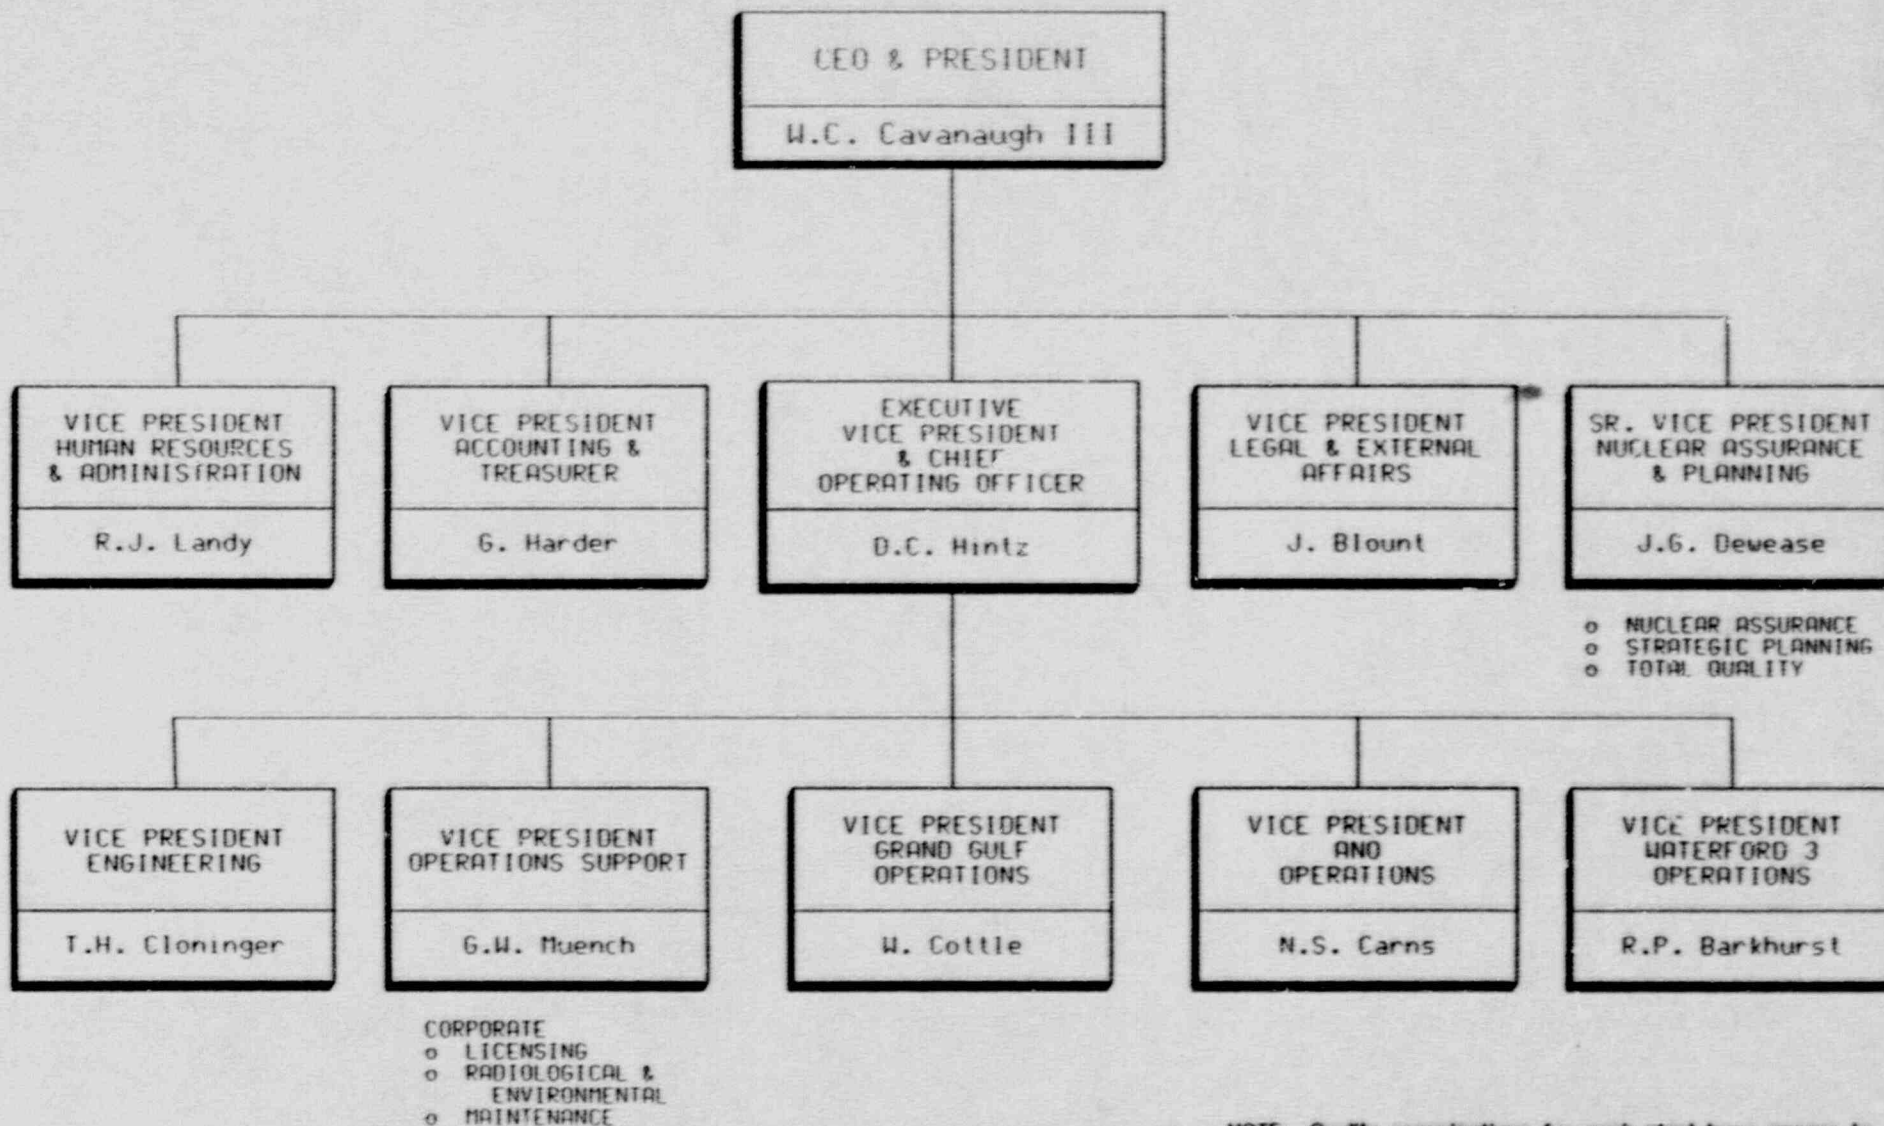 CEO & PRESIDENT
W.C. Cavanaugh III
VICE PRESIDENT
HUMAN RESOURCES
& ADMINISTRATION
R.J. Landy
VICE PRESIDENT
ACCOUNTING &
TREASURER
G. Harder
EXECUTIVE
VICE PRESIDENT
& CHIEF
OPERATING OFFICER
D.C. Hintz
VICE PRESIDENT
LEGAL & EXTERNAL
AFFAIRS
J. Blount
SR. VICE PRESIDENT
NUCLEAR ASSURANCE
& PLANNING
J.G. Dewease
o NUCLEAR ASSURANCE
o STRATEGIC PLANNING
o TOTAL QUALITY
VICE PRESIDENT
ENGINEERING
T.H. Cloninger
VICE PRESIDENT
OPERATIONS SUPPORT
G.W. Muench
CORPORATE
o LICENSING
o RADIOLOGICAL &
ENVIRONMENTAL
o MAINTENANCE
VICE PRESIDENT
GRAND GULF
OPERATIONS
W. Cottle
VICE PRESIDENT
ANO
OPERATIONS
N.S. Carns
VICE PRESIDENT
WATERFORD 3
OPERATIONS
R.P. Barkhurst